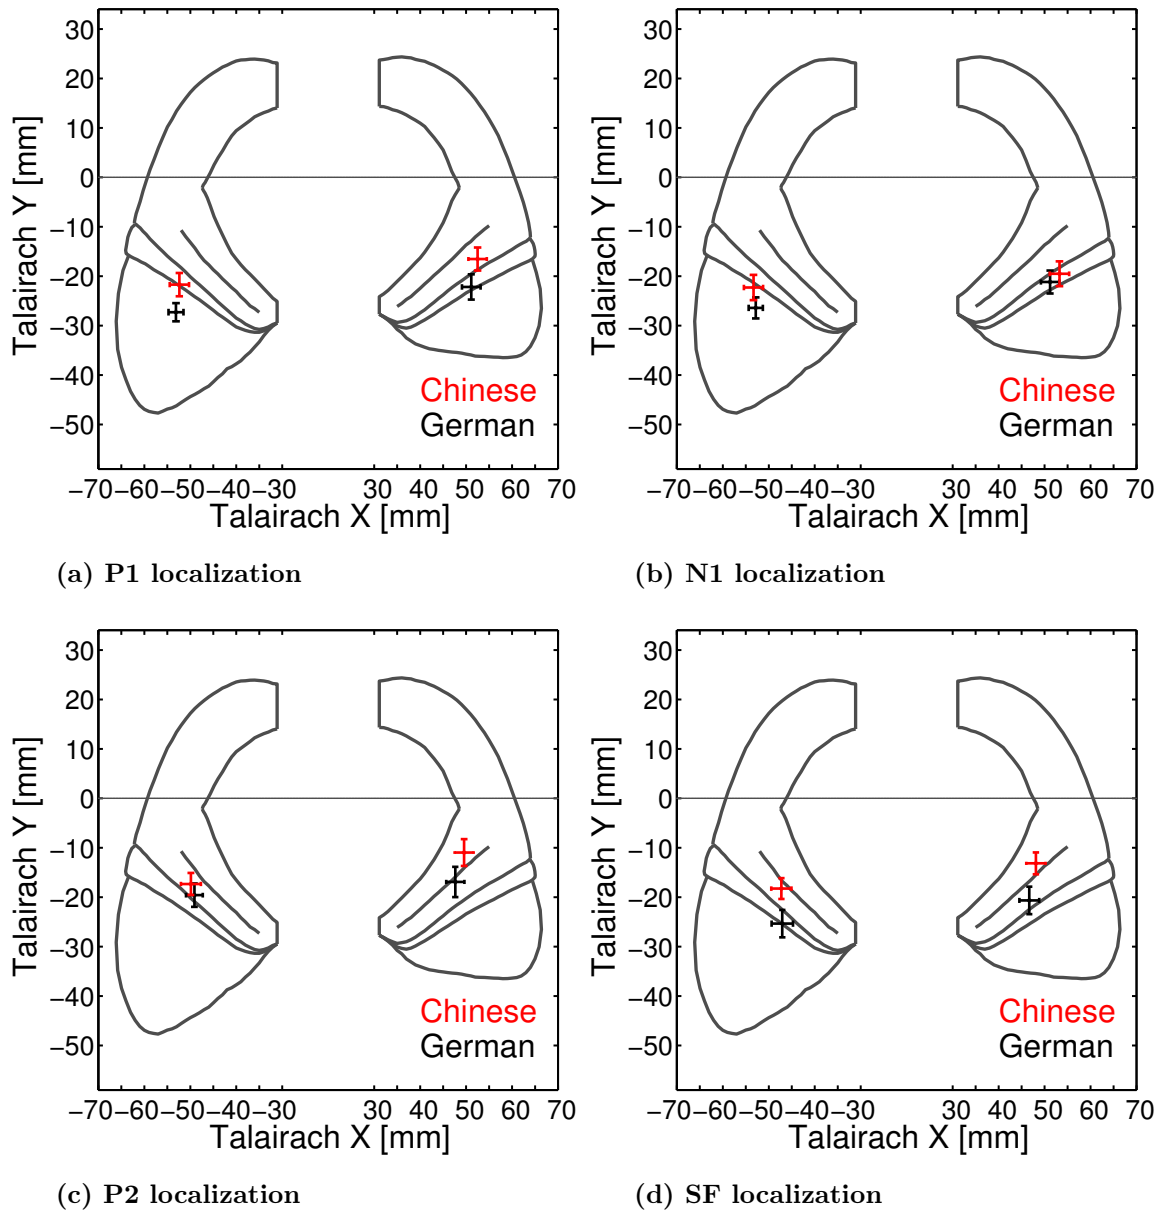 30
20
10
0
−10
−20
−30
−40
−50
Talairach Y [mm]
Chinese
German
−70 −60 −50 −40 −30 30 40 50 60 70
Talairach X [mm]
(a) P1 localization
30
20
10
0
−10
−20
−30
−40
−50
Talairach Y [mm]
Chinese
German
−70 −60 −50 −40 −30 30 40 50 60 70
Talairach X [mm]
(b) N1 localization
30
20
10
0
−10
−20
−30
−40
−50
Talairach Y [mm]
Chinese
German
−70 −60 −50 −40 −30 30 40 50 60 70
Talairach X [mm]
(c) P2 localization
30
20
10
0
−10
−20
−30
−40
−50
Talairach Y [mm]
Chinese
German
−70 −60 −50 −40 −30 30 40 50 60 70
Talairach X [mm]
(d) SF localization